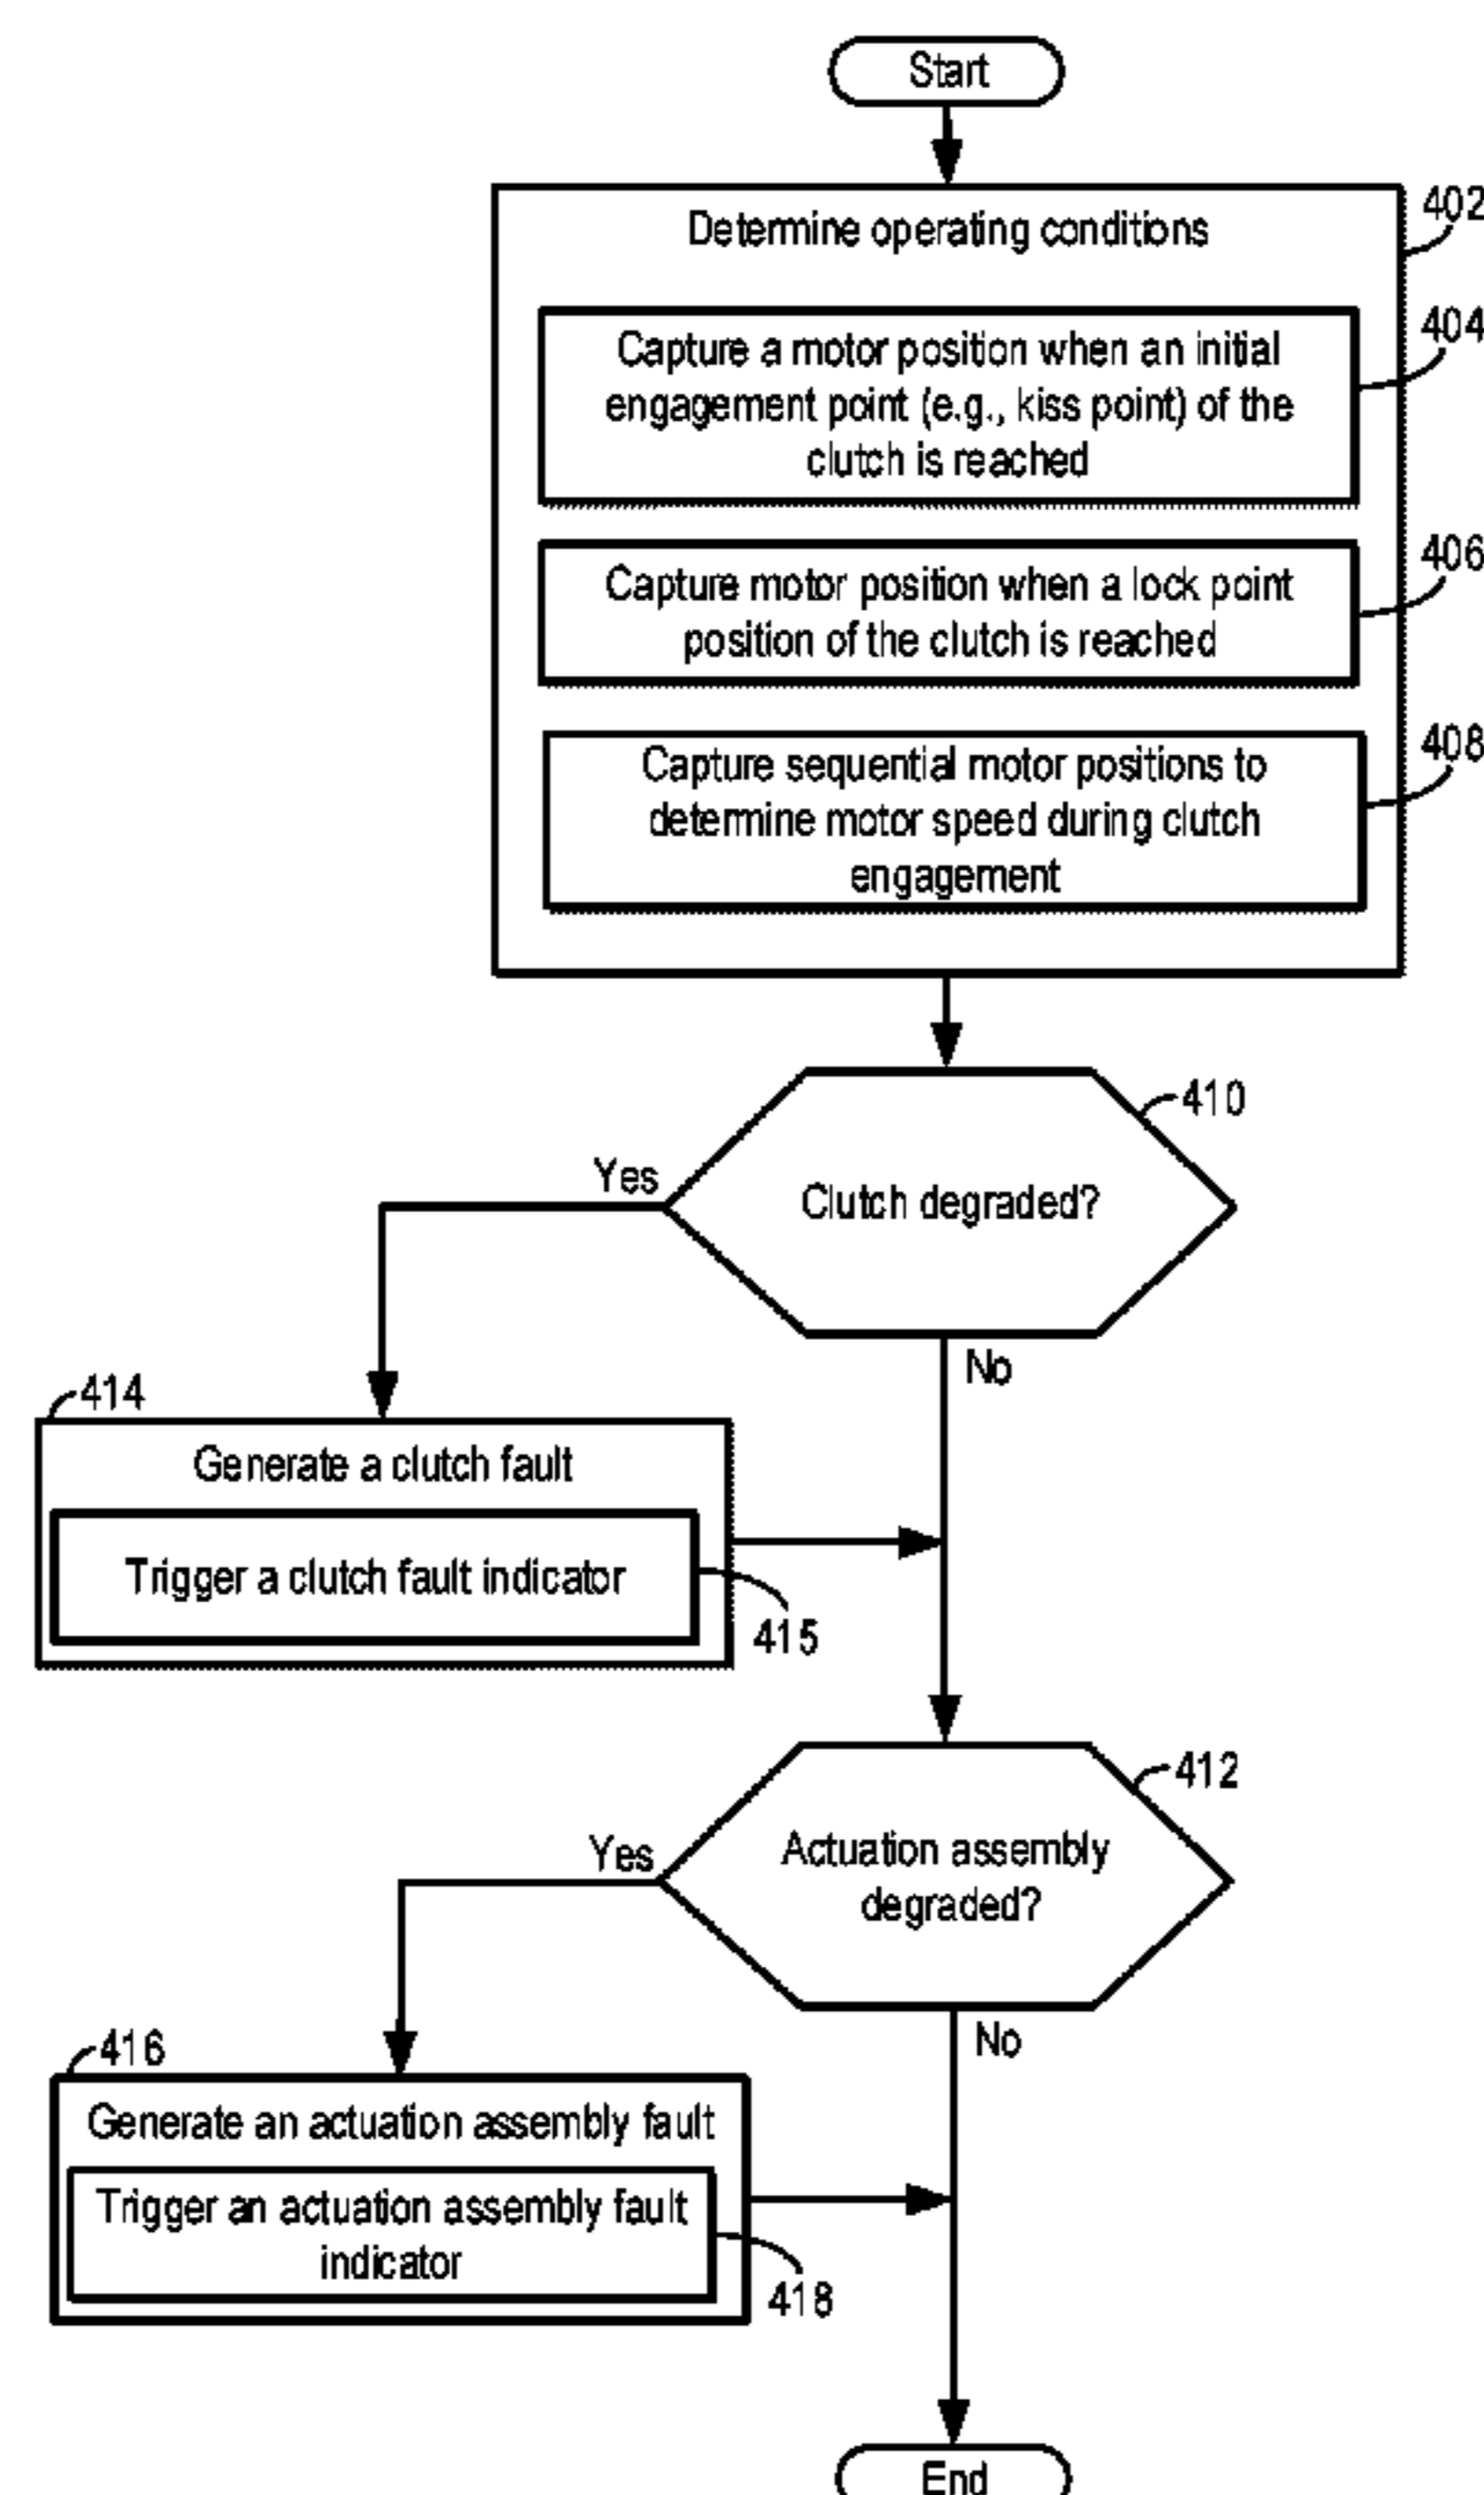 Start
402
Determine operating conditions
404
Capture a motor position when an initial
engagement point (e.g., kiss point) of the
clutch is reached
406
Capture motor position when a lock point
position of the clutch is reached
408
Capture sequential motor positions to
determine motor speed during clutch
engagement
410
Yes
Clutch degraded?
No
414
Generate a clutch fault
Trigger a clutch fault indicator
415
412
Yes
Actuation assembly
degraded?
No
416
Generate an actuation assembly fault
Trigger an actuation assembly fault
indicator
418
End